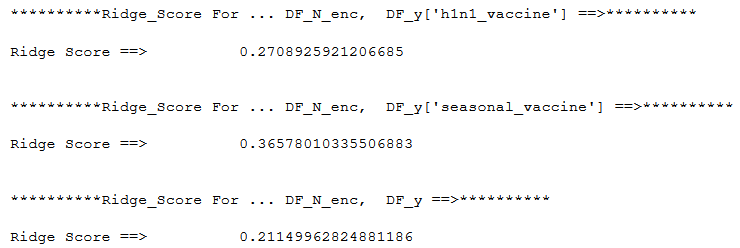 **********Ridge_Score For ... DF_N_enc,  DF_y['h1n1_vaccine'] ==>**********
Ridge Score ==>          0.2708925921206685
**********Ridge_Score For ... DF_N_enc,  DF_y['seasonal_vaccine'] ==>**********
Ridge Score ==>          0.36578010335506883
**********Ridge_Score For ... DF_N_enc,  DF_y ==>**********
Ridge Score ==>          0.21149962824881186